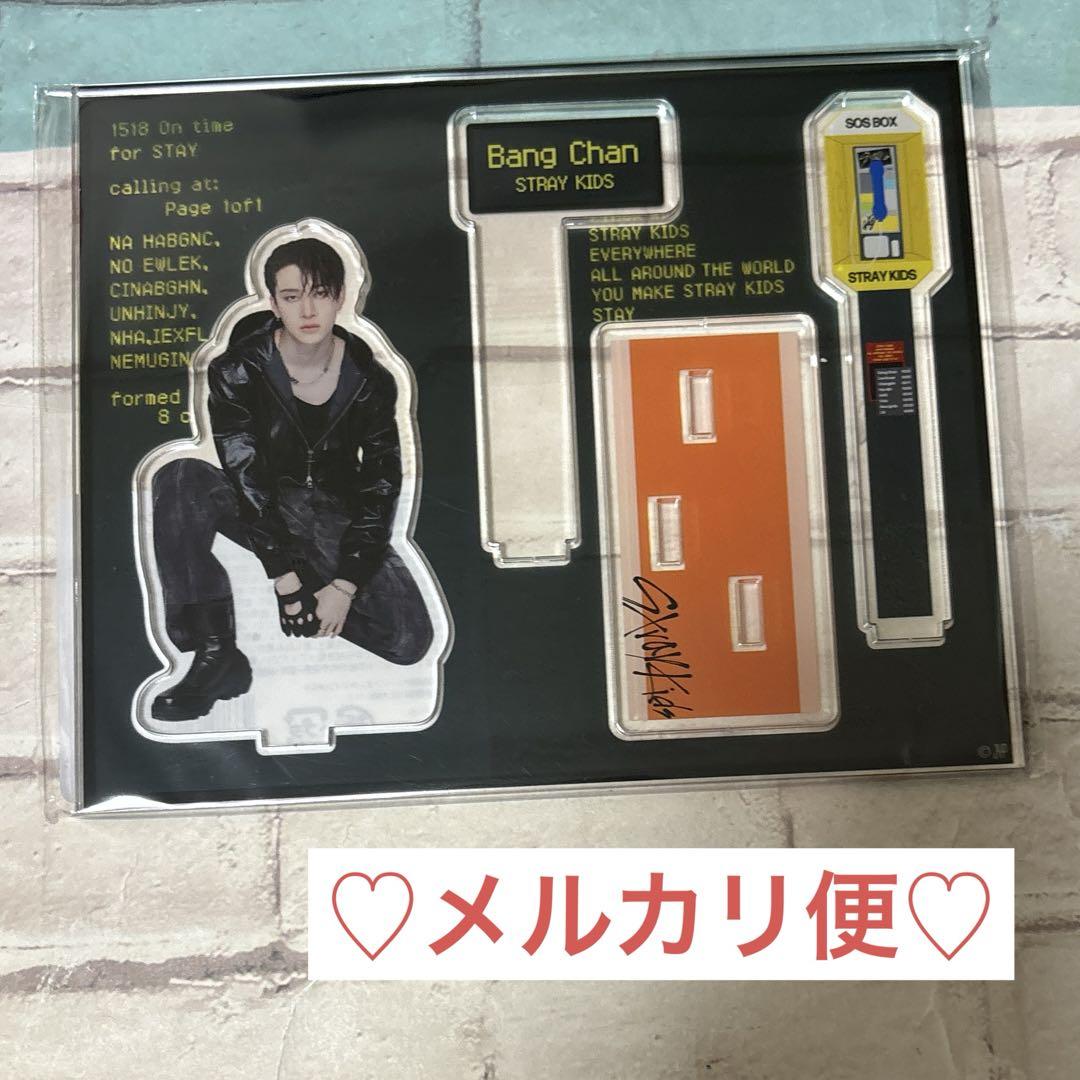 1518 On time
for STAY
calling at:
Page 1of1
NA HABGNC,
NO EWLEK,
CINABGHN,
UNHINJY,
NHA,IEXFL
NEMUGIN
formed
8 c
Bang Chan
STRAY KIDS
STRAY KIDS
EVERYWHERE
ALL AROUND THE WORLD
YOU MAKE STRAY KIDS
STAY
SOS BOX
STRAY KIDS
Stray Kids
♡メルカリ便♡